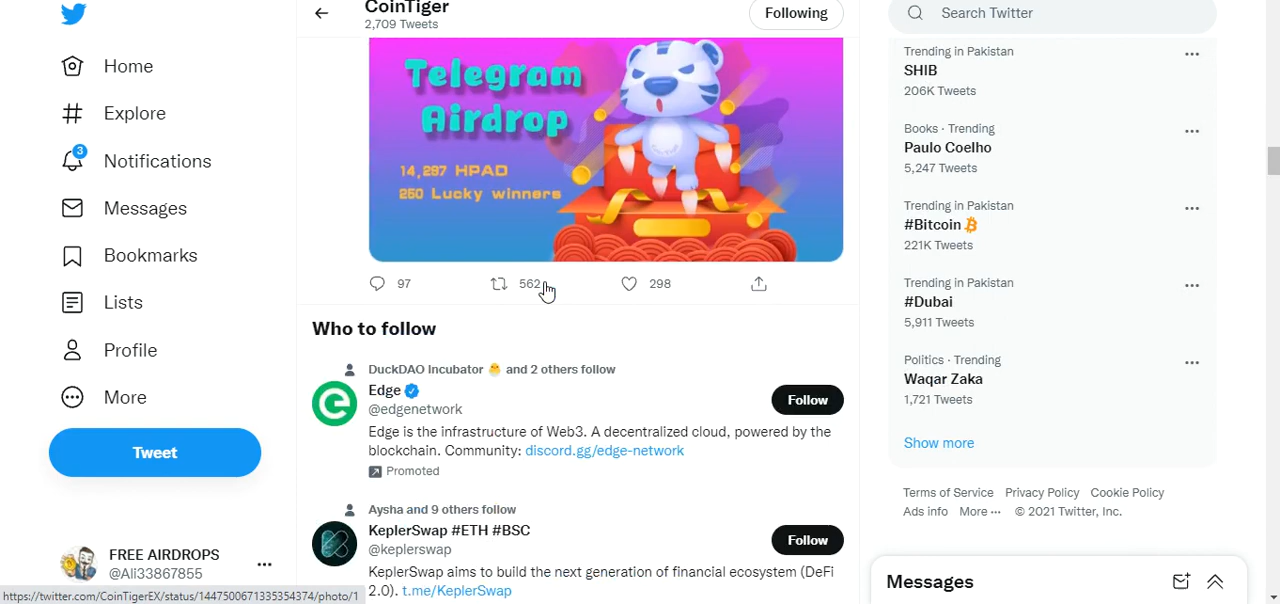 CoinTiger
2,709 Tweets
Following
Search Twitter
Home
Explore
3
Notifications
Messages
Bookmarks
Lists
Profile
More
Tweet
FREE AIRDROPS
@Ali33867855
Telegram
Airdrop
14,287 HPAD
250 Lucky winners
97
562
298
Who to follow
DuckDAO Incubator 🐣 and 2 others follow
Edge
@edgenetwork
Follow
Edge is the infrastructure of Web3. A decentralized cloud, powered by the
blockchain. Community: discord.gg/edge-network
Promoted
Aysha and 9 others follow
KeplerSwap #ETH #BSC
@keplerswap
Follow
KeplerSwap aims to build the next generation of financial ecosystem (DeFi
2.0). t.me/KeplerSwap
Trending in Pakistan
SHIB
206K Tweets
Books · Trending
Paulo Coelho
5,247 Tweets
Trending in Pakistan
#Bitcoin
221K Tweets
Trending in Pakistan
#Dubai
5,911 Tweets
Politics · Trending
Waqar Zaka
1,721 Tweets
Show more
Terms of Service Privacy Policy Cookie Policy
Ads info More ··· © 2021 Twitter, Inc.
Messages
https://twitter.com/CoinTigerEX/status/1447500671335354374/photo/1